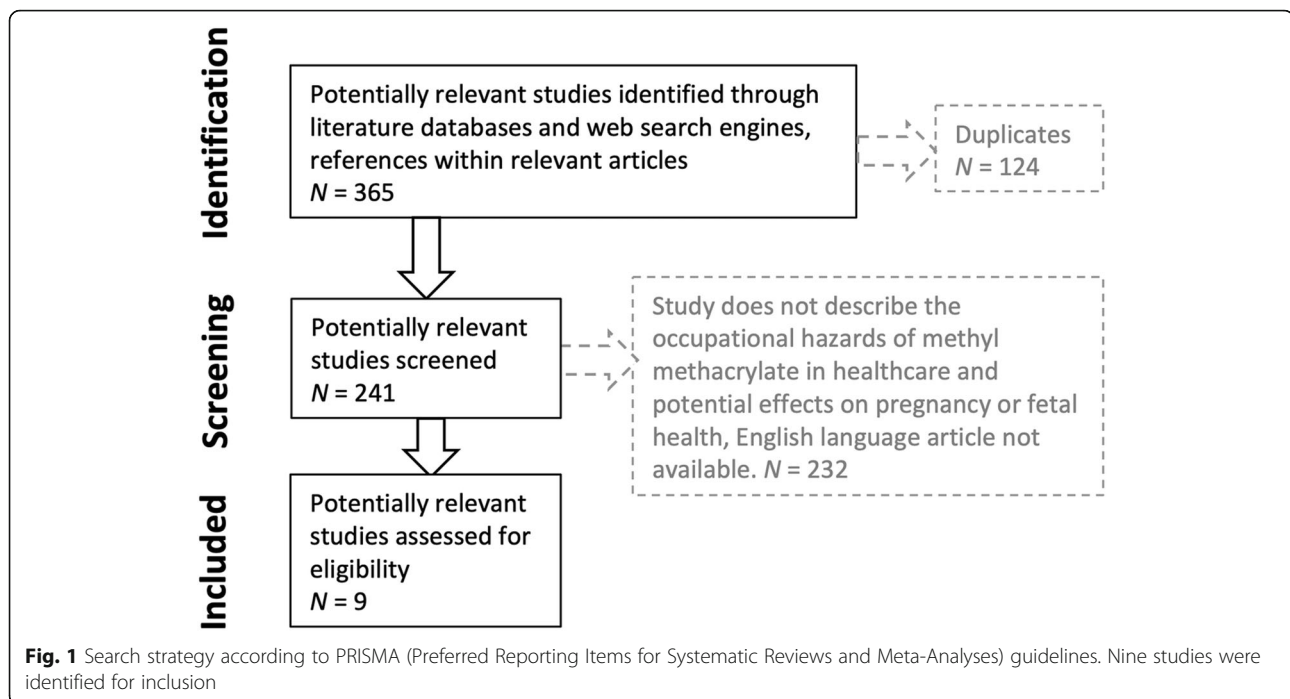 Identification
Potentially relevant studies identified through
literature databases and web search engines,
references within relevant articles
N = 365
Duplicates
N = 124
Screening
Potentially relevant
studies screened
N = 241
Study does not describe the
occupational hazards of methyl
methacrylate in healthcare and
potential effects on pregnancy or fetal
health, English language article not
available. N = 232
Included
Potentially relevant
studies assessed for
eligibility
N = 9
Fig. 1 Search strategy according to PRISMA (Preferred Reporting Items for Systematic Reviews and Meta-Analyses) guidelines. Nine studies were
identified for inclusion